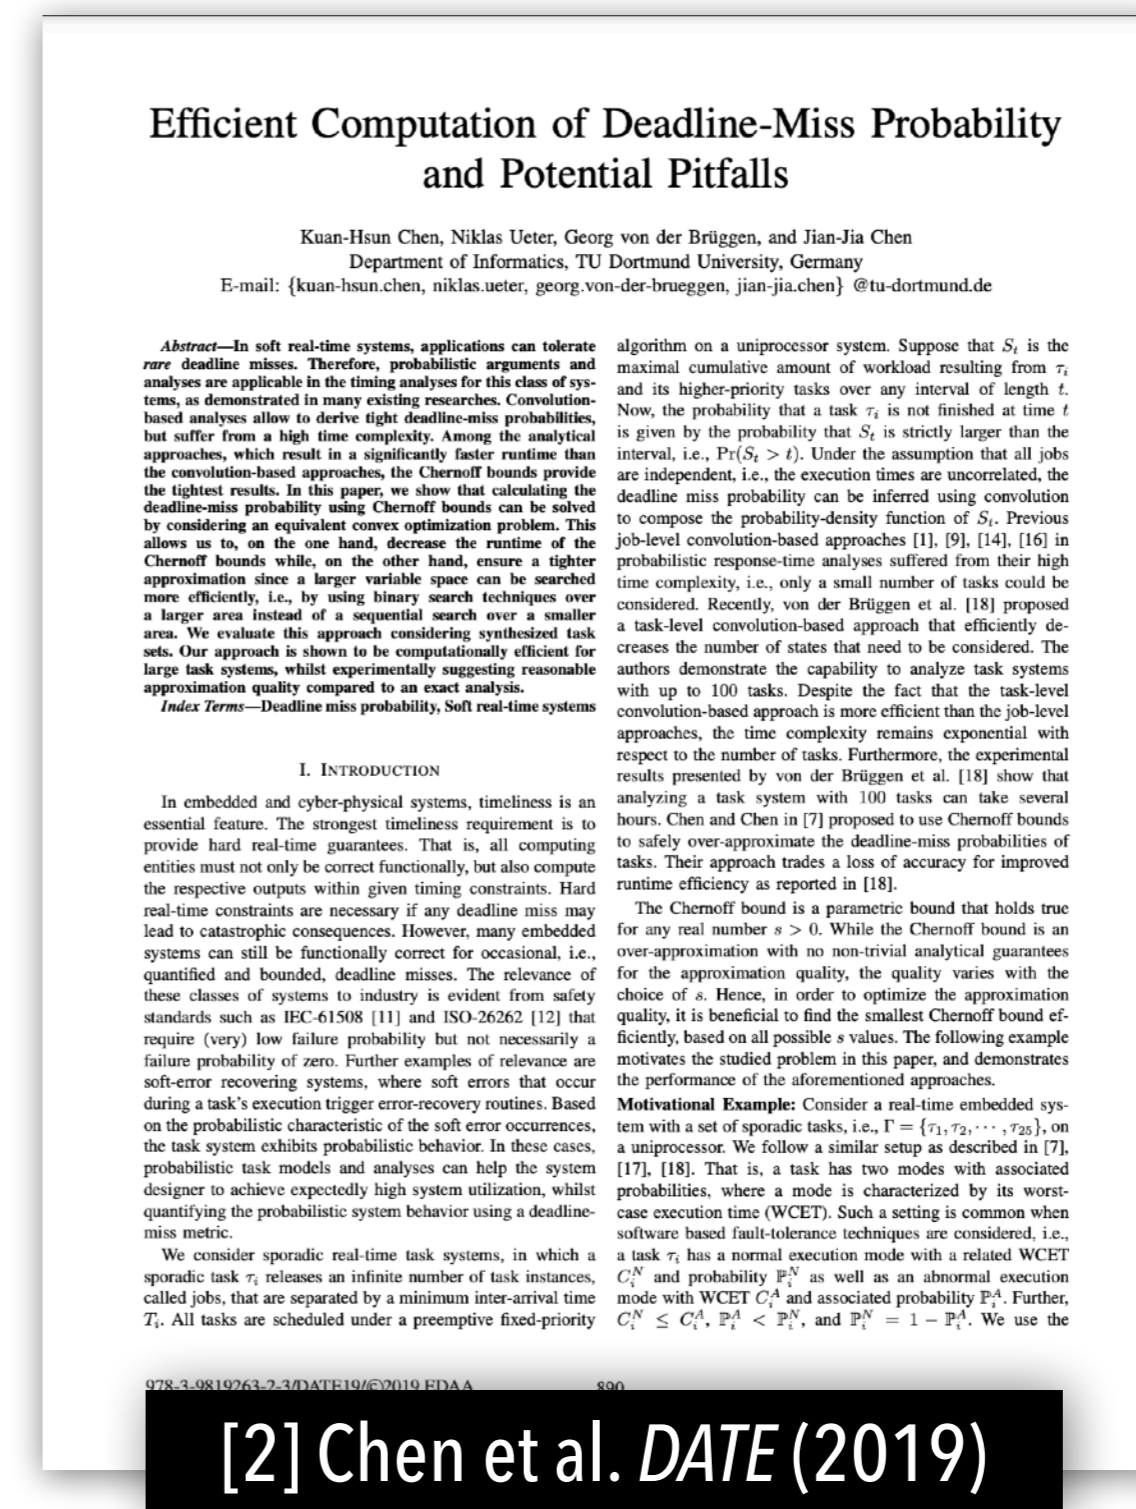 Efficient Computation of Deadline-Miss Probability
and Potential Pitfalls
Kuan-Hsun Chen, Niklas Ueter, Georg von der Brüggen, and Jian-Jia Chen
Department of Informatics, TU Dortmund University, Germany
E-mail: {kuan-hsun.chen, niklas.ueter, georg.von-der-brueggen, jian-jia.chen} @tu-dortmund.de
Abstract—In soft real-time systems, applications can tolerate
rare deadline misses. Therefore, probabilistic arguments and
analyses are applicable in the timing analyses for this class of sys-
tems, as demonstrated in many existing researches. Convolution-
based analyses allow to derive tight deadline-miss probabilities,
but suffer from a high time complexity. Among the analytical
approaches, which result in a significantly faster runtime than
the convolution-based approaches, the Chernoff bounds provide
the tightest results. In this paper, we show that calculating the
deadline-miss probability using Chernoff bounds can be solved
by considering an equivalent convex optimization problem. This
allows us to, on the one hand, decrease the runtime of the
Chernoff bounds while, on the other hand, ensure a tighter
approximation since a larger variable space can be searched
more efficiently, i.e., by using binary search techniques over
a larger area instead of a sequential search over a smaller
area. We evaluate this approach considering synthesized task
sets. Our approach is shown to be computationally efficient for
large task systems, whilst experimentally suggesting reasonable
approximation quality compared to an exact analysis.
Index Terms—Deadline miss probability, Soft real-time systems
I. INTRODUCTION
In embedded and cyber-physical systems, timeliness is an
essential feature. The strongest timeliness requirement is to
provide hard real-time guarantees. That is, all computing
entities must not only be correct functionally, but also compute
the respective outputs within given timing constraints. Hard
real-time constraints are necessary if any deadline miss may
lead to catastrophic consequences. However, many embedded
systems can still be functionally correct for occasional, i.e.,
quantified and bounded, deadline misses. The relevance of
these classes of systems to industry is evident from safety
standards such as IEC-61508 [11] and ISO-26262 [12] that
require (very) low failure probability but not necessarily a
failure probability of zero. Further examples of relevance are
soft-error recovering systems, where soft errors that occur
during a task's execution trigger error-recovery routines. Based
on the probabilistic characteristic of the soft error occurrences,
the task system exhibits probabilistic behavior. In these cases,
probabilistic task models and analyses can help the system
designer to achieve expectedly high system utilization, whilst
quantifying the probabilistic system behavior using a deadline-
miss metric.
We consider sporadic real-time task systems, in which a
sporadic task τᵢ releases an infinite number of task instances,
called jobs, that are separated by a minimum inter-arrival time
Tᵢ. All tasks are scheduled under a preemptive fixed-priority
algorithm on a uniprocessor system. Suppose that Sₜ is the
maximal cumulative amount of workload resulting from τᵢ
and its higher-priority tasks over any interval of length t.
Now, the probability that a task τᵢ is not finished at time t
is given by the probability that Sₜ is strictly larger than the
interval, i.e., Pr(Sₜ > t). Under the assumption that all jobs
are independent, i.e., the execution times are uncorrelated, the
deadline miss probability can be inferred using convolution
to compose the probability-density function of Sₜ. Previous
job-level convolution-based approaches [1], [9], [14], [16] in
probabilistic response-time analyses suffered from their high
time complexity, i.e., only a small number of tasks could be
considered. Recently, von der Brüggen et al. [18] proposed
a task-level convolution-based approach that efficiently de-
creases the number of states that need to be considered. The
authors demonstrate the capability to analyze task systems
with up to 100 tasks. Despite the fact that the task-level
convolution-based approach is more efficient than the job-level
approaches, the time complexity remains exponential with
respect to the number of tasks. Furthermore, the experimental
results presented by von der Brüggen et al. [18] show that
analyzing a task system with 100 tasks can take several
hours. Chen and Chen in [7] proposed to use Chernoff bounds
to safely over-approximate the deadline-miss probabilities of
tasks. Their approach trades a loss of accuracy for improved
runtime efficiency as reported in [18].
The Chernoff bound is a parametric bound that holds true
for any real number s > 0. While the Chernoff bound is an
over-approximation with no non-trivial analytical guarantees
for the approximation quality, the quality varies with the
choice of s. Hence, in order to optimize the approximation
quality, it is beneficial to find the smallest Chernoff bound ef-
ficiently, based on all possible s values. The following example
motivates the studied problem in this paper, and demonstrates
the performance of the aforementioned approaches.
Motivational Example: Consider a real-time embedded sys-
tem with a set of sporadic tasks, i.e., Γ = {τ₁, τ₂, ⋯ , τ₂₅}, on
a uniprocessor. We follow a similar setup as described in [7],
[17], [18]. That is, a task has two modes with associated
probabilities, where a mode is characterized by its worst-
case execution time (WCET). Such a setting is common when
software based fault-tolerance techniques are considered, i.e.,
a task τᵢ has a normal execution mode with a related WCET
Cᵢᴺ and probability ℙᵢᴺ as well as an abnormal execution
mode with WCET Cᵢᴬ and associated probability ℙᵢᴬ. Further,
Cᵢᴺ ≤ Cᵢᴬ, ℙᵢᴬ < ℙᵢᴺ, and ℙᵢᴺ = 1 − ℙᵢᴬ. We use the
978-3-9819263-2-3/DATE19/©2019 EDAA
890
[2] Chen et al. DATE (2019)